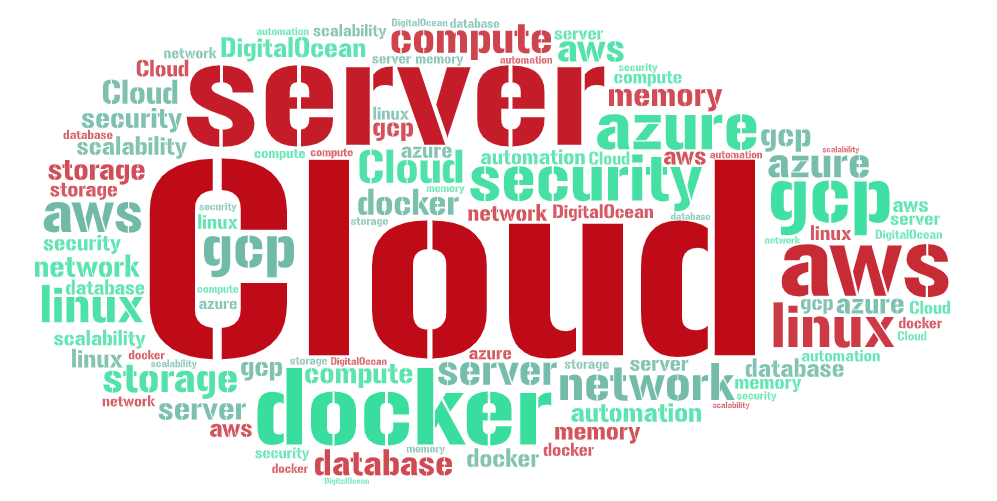 DigitalOcean database
automation scalability compute server
network DigitalOcean aws
server memory automation
Cloud server security
compute
Cloud memory
security linux azure gcp
database gcp
scalability azure scalability
compute compute Cloud automation Cloud aws automation azure
storage security gcp
storage memory
aws docker aws
security network DigitalOcean database server
linux storage linux DigitalOcean
security gcp network
network Cloud aws
database compute
linux azure gcp azure Cloud
linux docker
scalability Cloud
linux docker azure automation
scalability gcp storage DigitalOcean storage server database
storage compute server network memory
network security
server docker automation scalability
aws memory
security memory docker docker
docker database
DigitalOcean